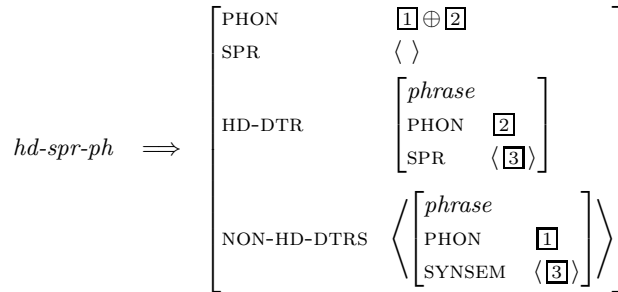 PHON 1 ⊕ 2
SPR ⟨ ⟩
hd-spr-ph ⟹ HD-DTR
phrase
PHON 2
SPR ⟨ 3 ⟩
NON-HD-DTRS
phrase
PHON 1
SYNSEM ⟨ 3 ⟩